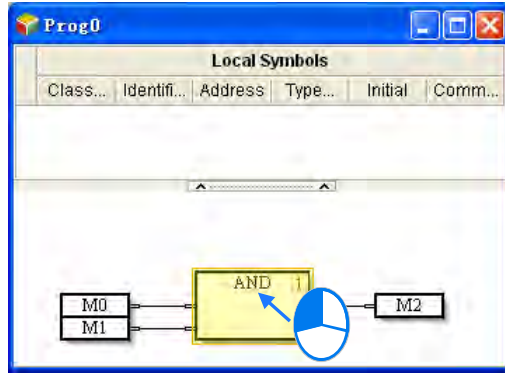 Prog0
Local Symbols
Class... Identifi... Address Type... Initial Comm...
AND 1
M0 M2
M1